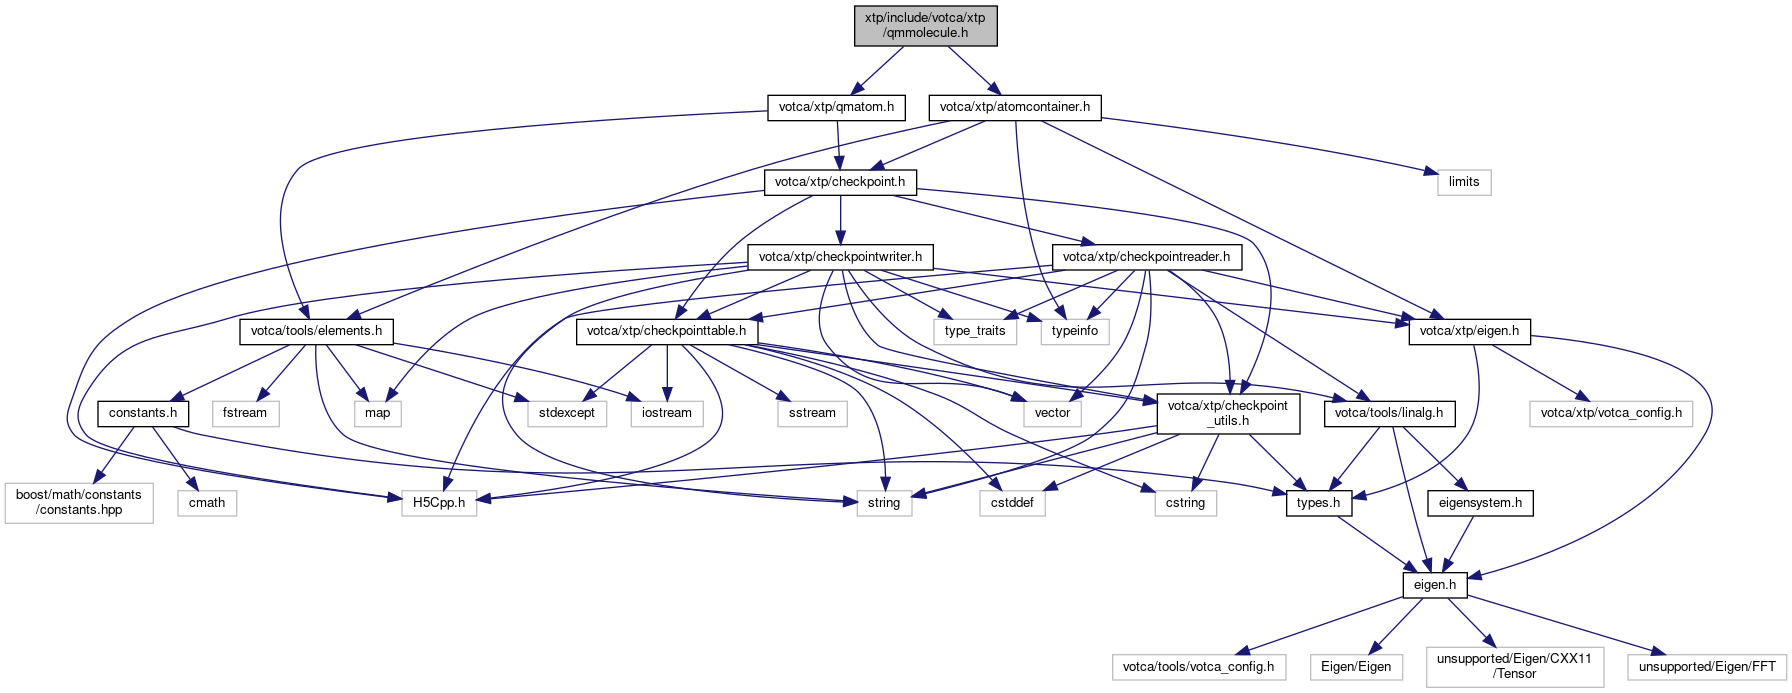 xtp/include/votca/xtp
/qmmolecule.h
votca/xtp/qmatom.h
votca/xtp/atomcontainer.h
votca/xtp/checkpoint.h
limits
votca/xtp/checkpointwriter.h
votca/xtp/checkpointreader.h
votca/tools/elements.h
votca/xtp/checkpointtable.h
type_traits
typeinfo
votca/xtp/eigen.h
constants.h
fstream
map
stdexcept
iostream
sstream
vector
votca/xtp/checkpoint
_utils.h
votca/tools/linalg.h
votca/xtp/votca_config.h
boost/math/constants
/constants.hpp
cmath
H5Cpp.h
string
cstddef
cstring
types.h
eigensystem.h
eigen.h
votca/tools/votca_config.h
Eigen/Eigen
unsupported/Eigen/CXX11
/Tensor
unsupported/Eigen/FFT